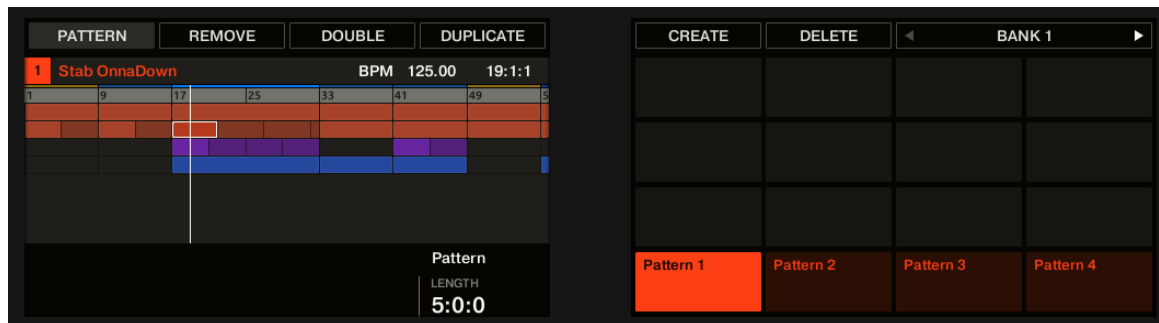 PATTERN REMOVE DOUBLE DUPLICATE
1 Stab OnnaDown BPM 125.00 19:1:1
1 9 17 25 33 41 49 5
Pattern
LENGTH
5:0:0
CREATE DELETE BANK 1
Pattern 1 Pattern 2 Pattern 3 Pattern 4